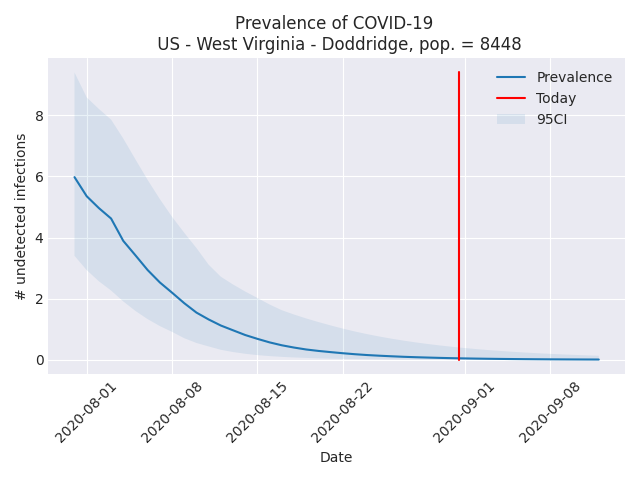 Prevalence of COVID-19
US - West Virginia - Doddridge, pop. = 8448
Prevalence
Today
95CI
# undetected infections
8
6
4
2
0
2020-08-01
2020-08-08
2020-08-15
2020-08-22
2020-09-01
2020-09-08
Date